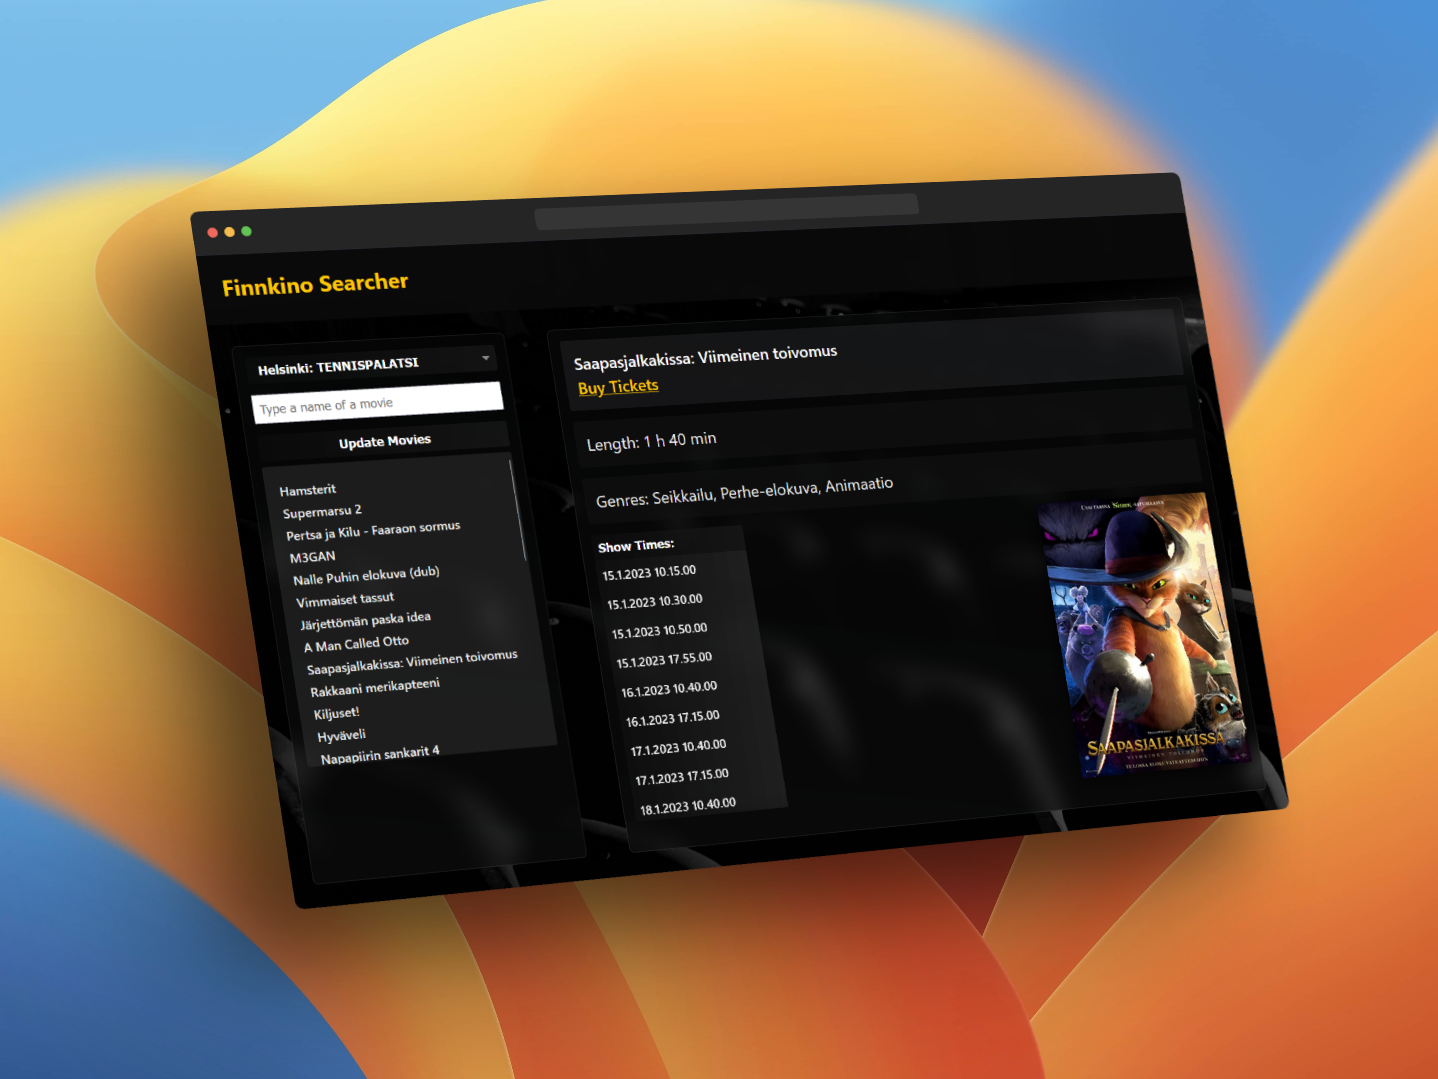 Finnkino Searcher
Helsinki: TENNISPALATSI
Type a name of a movie
Update Movies
Hamsterit
Supermarsu 2
Pertsa ja Kilu - Faaraon sormus
M3GAN
Nalle Puhin elokuva (dub)
Vimmaiset tassut
Järjettömän paska idea
A Man Called Otto
Saapasjalkakissa: Viimeinen toivomus
Rakkaani merikapteeni
Kiljuset!
Hyväveli
Napapiirin sankarit 4
Saapasjalkakissa: Viimeinen toivomus
Buy Tickets
Length: 1 h 40 min
Genres: Seikkailu, Perhe-elokuva, Animaatio
Show Times:
15.1.2023 10.15.00
15.1.2023 10.30.00
15.1.2023 10.50.00
15.1.2023 17.55.00
16.1.2023 10.40.00
16.1.2023 17.15.00
17.1.2023 10.40.00
17.1.2023 17.15.00
18.1.2023 10.40.00
SAAPASJALKAKISSA
VIIMEINEN TOIVOMUS